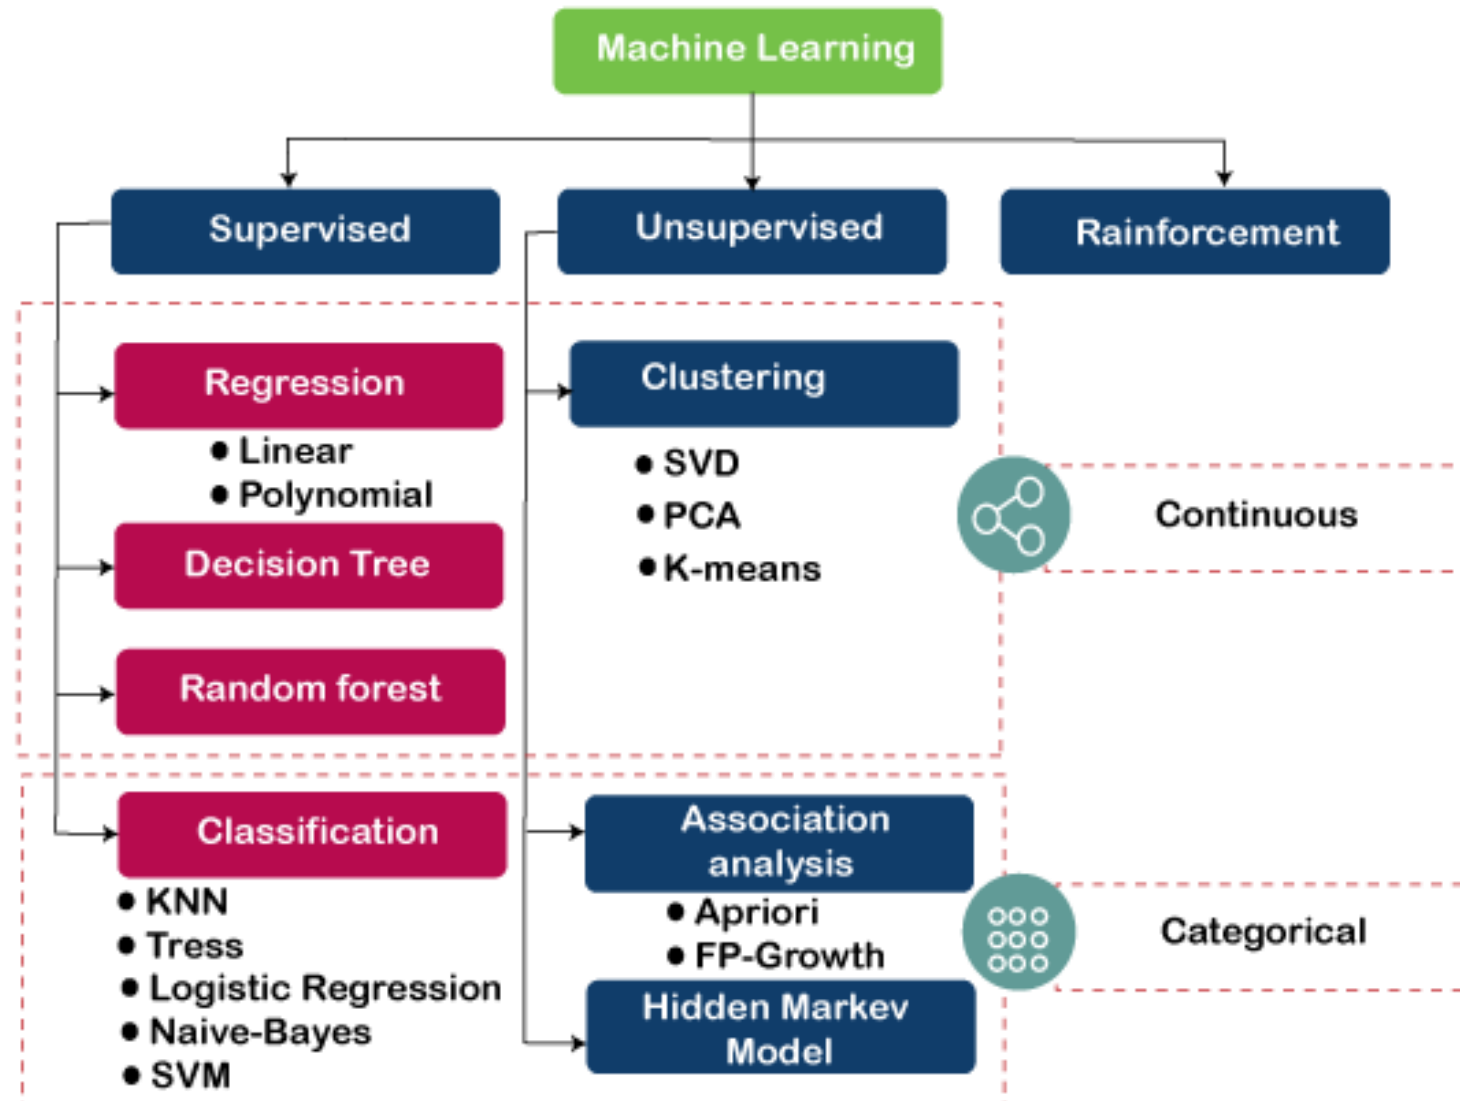 Machine Learning
Supervised
Unsupervised
Rainforcement
Regression
• Linear
• Polynomial
Decision Tree
Random forest
Clustering
• SVD
• PCA
• K-means
Continuous
Classification
• KNN
• Tress
• Logistic Regression
• Naive-Bayes
• SVM
Association
analysis
• Apriori
• FP-Growth
Hidden Markev
Model
Categorical